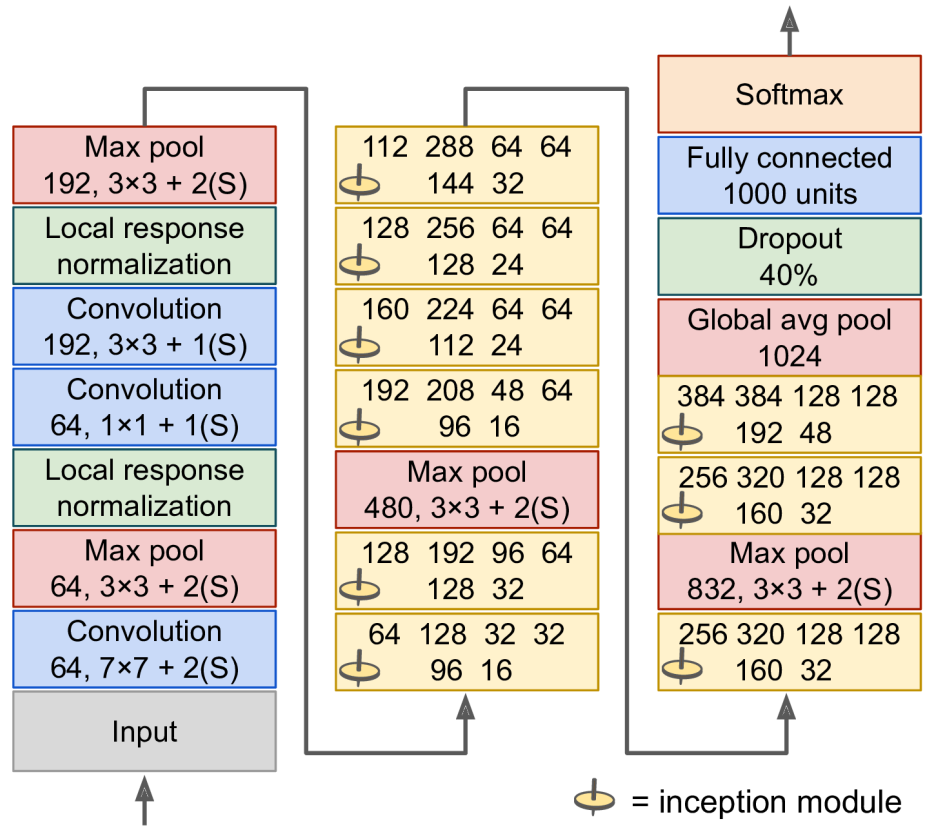 Max pool
192, 3×3 + 2(S)
Local response
normalization
Convolution
192, 3×3 + 1(S)
Convolution
64, 1×1 + 1(S)
Local response
normalization
Max pool
64, 3×3 + 2(S)
Convolution
64, 7×7 + 2(S)
Input
112 288 64 64
144 32
128 256 64 64
128 24
160 224 64 64
112 24
192 208 48 64
96 16
Max pool
480, 3×3 + 2(S)
128 192 96 64
128 32
64 128 32 32
96 16
Softmax
Fully connected
1000 units
Dropout
40%
Global avg pool
1024
384 384 128 128
192 48
256 320 128 128
160 32
Max pool
832, 3×3 + 2(S)
256 320 128 128
160 32
= inception module